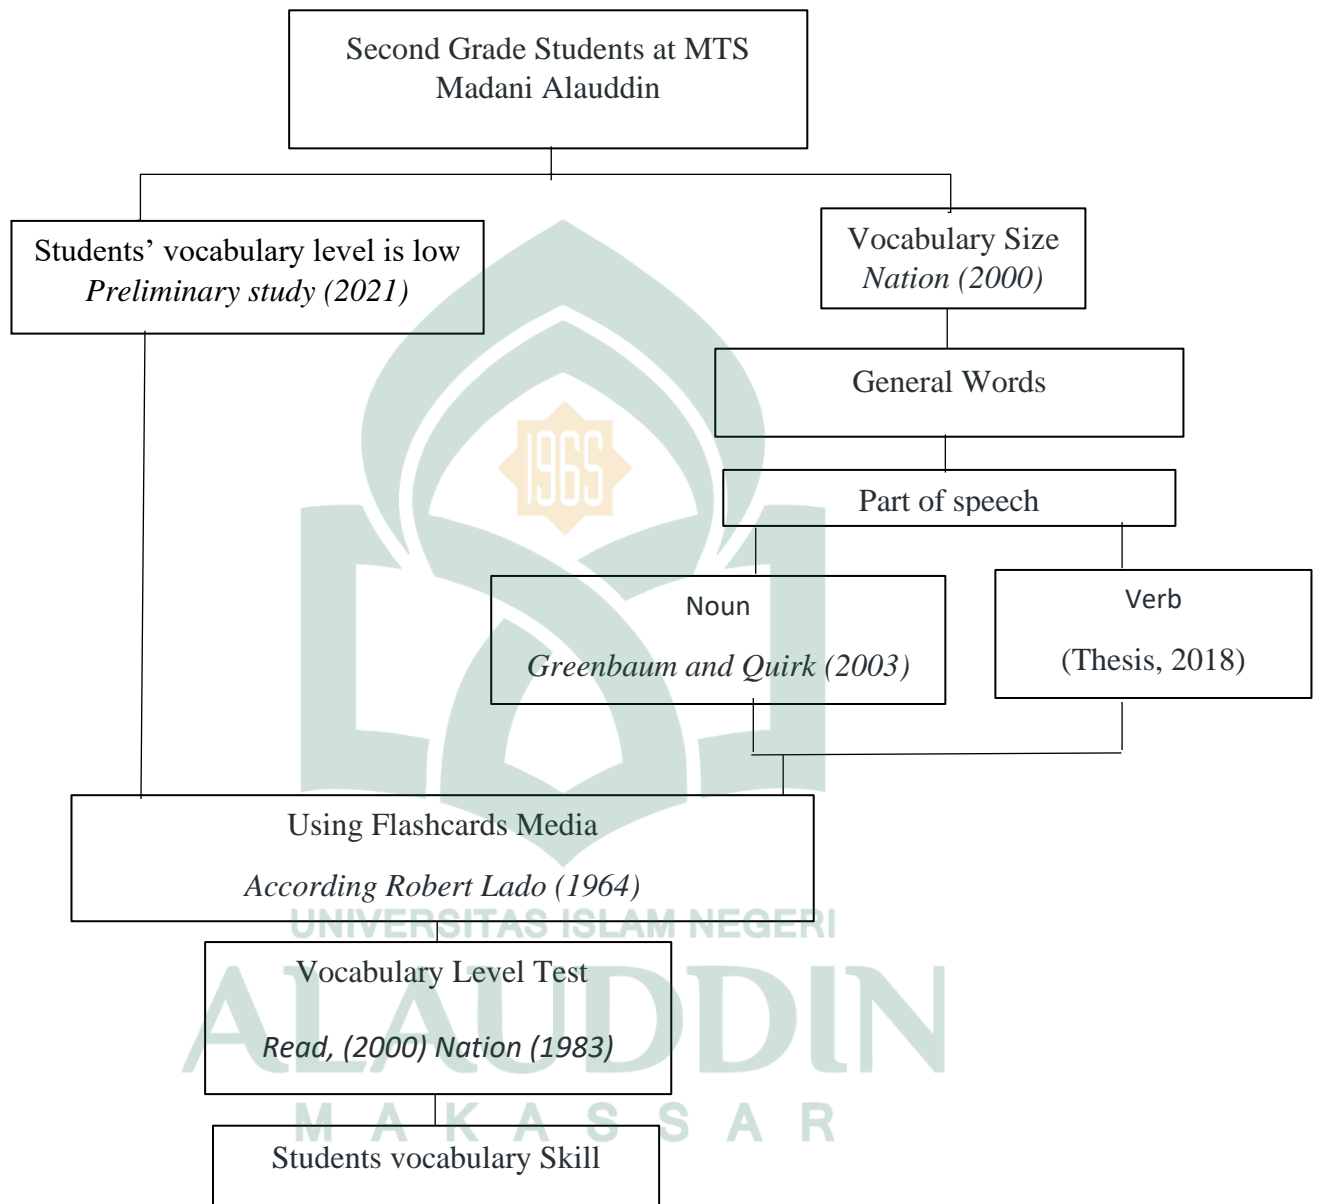 Second Grade Students at MTS
Madani Alauddin
Students’ vocabulary level is low
Preliminary study (2021)
Vocabulary Size
Nation (2000)
General Words
1965
Part of speech
Noun
Greenbaum and Quirk (2003)
Verb
(Thesis, 2018)
Using Flashcards Media
According Robert Lado (1964)
UNIVERSITAS ISLAM NEGERI
ALAUDDIN
Vocabulary Level Test
Read, (2000) Nation (1983)
MAKASSAR
Students vocabulary Skill